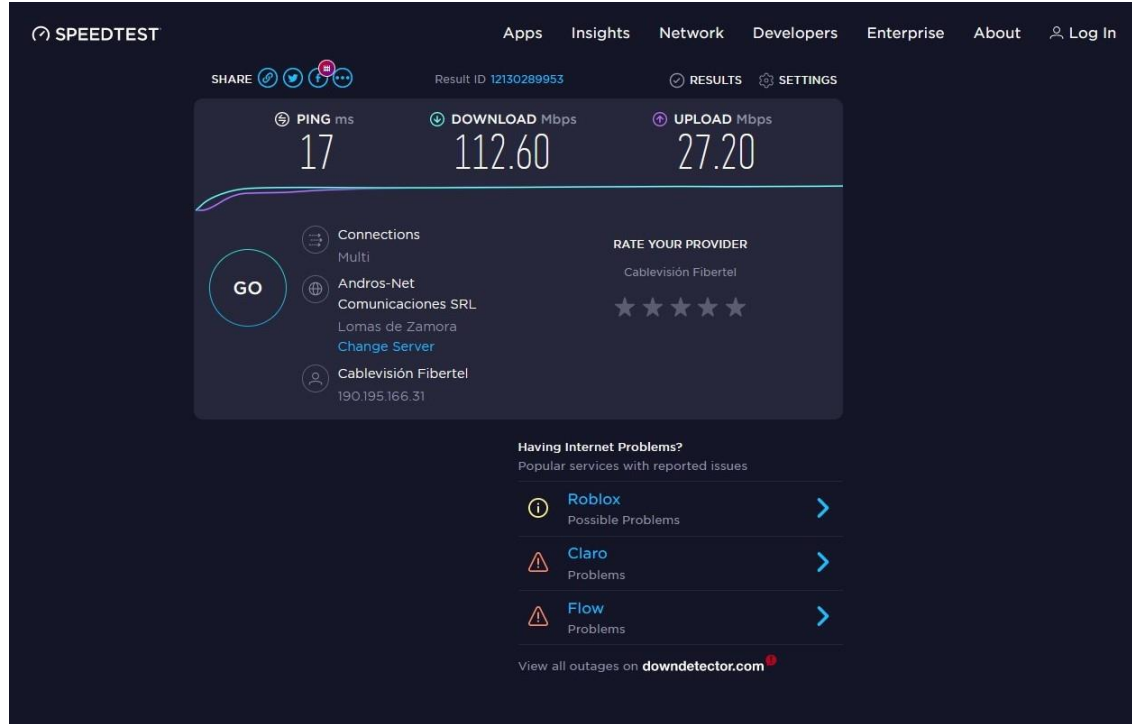 SPEEDTEST
Apps Insights Network Developers Enterprise About Log In
SHARE Result ID 12130289953 RESULTS SETTINGS
PING ms DOWNLOAD Mbps UPLOAD Mbps
17 112.60 27.20
GO
Connections
Multi
Andros-Net
Comunicaciones SRL
Lomas de Zamora
Change Server
Cablevisión Fibertel
190.195.166.31
RATE YOUR PROVIDER
Cablevisión Fibertel
Having Internet Problems?
Popular services with reported issues
Roblox
Possible Problems
Claro
Problems
Flow
Problems
View all outages on downdetector.com